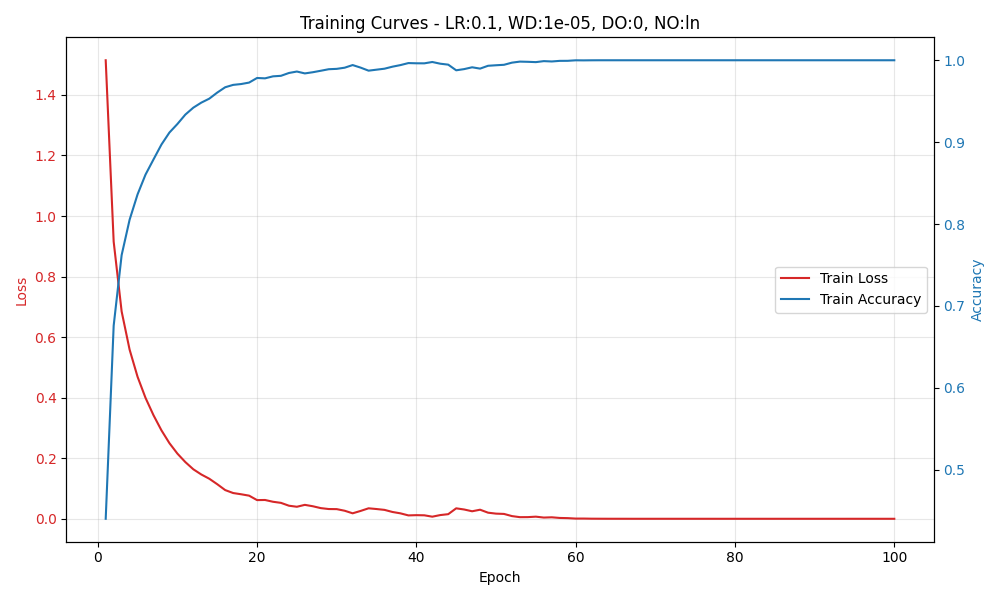 Training Curves - LR:0.1, WD:1e-05, DO:0, NO:ln
Loss
1.4
1.2
1.0
0.8
0.6
0.4
0.2
0.0
1.0
0.9
0.8
0.7
0.6
0.5
Accuracy
Train Loss
Train Accuracy
0 20 40 60 80 100
Epoch